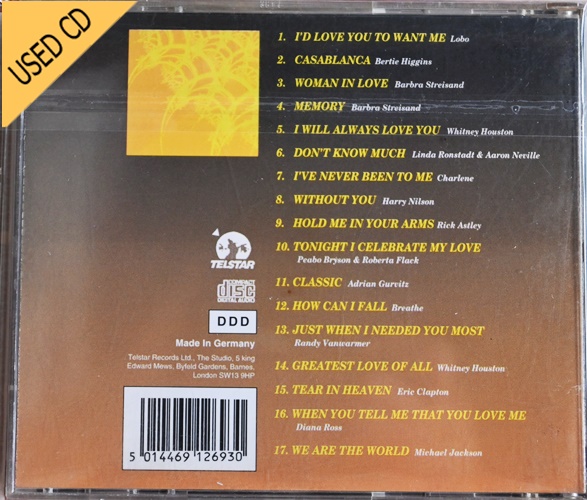 USED CD
1. I'D LOVE YOU TO WANT ME Lobo
2. CASABLANCA Bertie Higgins
3. WOMAN IN LOVE Barbra Streisand
4. MEMORY Barbra Streisand
5. I WILL ALWAYS LOVE YOU Whitney Houston
6. DON'T KNOW MUCH Linda Ronstadt & Aaron Neville
7. I'VE NEVER BEEN TO ME Charlene
8. WITHOUT YOU Harry Nilson
9. HOLD ME IN YOUR ARMS Rick Astley
10. TONIGHT I CELEBRATE MY LOVE
Peabo Bryson & Roberta Flack
11. CLASSIC Adrian Gurvitz
12. HOW CAN I FALL Breathe
13. JUST WHEN I NEEDED YOU MOST
Randy Vanwarmer
14. GREATEST LOVE OF ALL Whitney Houston
15. TEAR IN HEAVEN Eric Clapton
16. WHEN YOU TELL ME THAT YOU LOVE ME
Diana Ross
17. WE ARE THE WORLD Michael Jackson
TELSTAR
COMPACT
disc
DIGITAL AUDIO
DDD
Made In Germany
Telstar Records Ltd., The Studio, 5 king
Edward Mews, Byfeld Gardens, Barnes,
London SW13 9HP
5 014469 126930